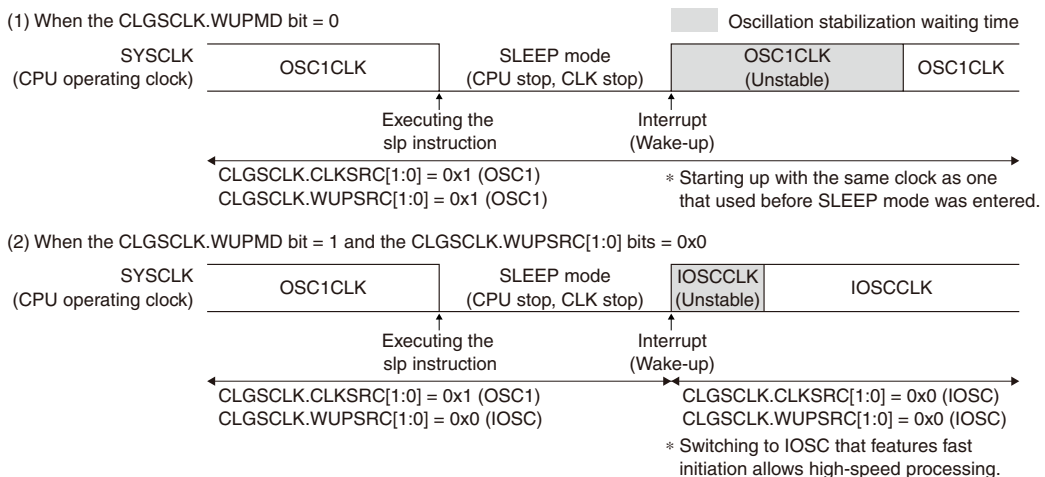 (1) When the CLGSCLK.WUPMD bit = 0
Oscillation stabilization waiting time
SYSCLK
(CPU operating clock)
OSC1CLK
SLEEP mode
(CPU stop, CLK stop)
OSC1CLK
(Unstable)
OSC1CLK
Executing the
slp instruction
Interrupt
(Wake-up)
CLGSCLK.CLKSRC[1:0] = 0x1 (OSC1)
CLGSCLK.WUPSRC[1:0] = 0x1 (OSC1)
* Starting up with the same clock as one
that used before SLEEP mode was entered.
(2) When the CLGSCLK.WUPMD bit = 1 and the CLGSCLK.WUPSRC[1:0] bits = 0x0
SYSCLK
(CPU operating clock)
OSC1CLK
SLEEP mode
(CPU stop, CLK stop)
IOSCCLK
(Unstable)
IOSCCLK
Executing the
slp instruction
Interrupt
(Wake-up)
CLGSCLK.CLKSRC[1:0] = 0x1 (OSC1)
CLGSCLK.WUPSRC[1:0] = 0x0 (IOSC)
CLGSCLK.CLKSRC[1:0] = 0x0 (IOSC)
CLGSCLK.WUPSRC[1:0] = 0x0 (IOSC)
* Switching to IOSC that features fast
initiation allows high-speed processing.